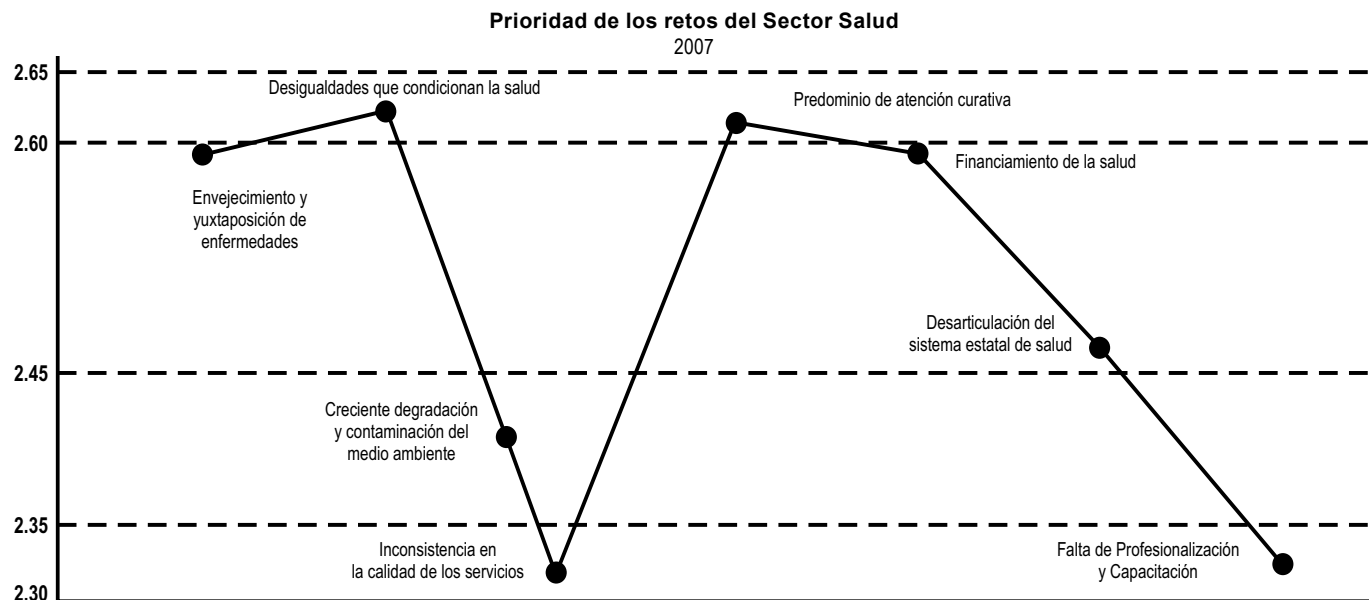 Prioridad de los retos del Sector Salud
2007
2.65
Desigualdades que condicionan la salud
Predominio de atención curativa
2.60
Financiamiento de la salud
Envejecimiento y
yuxtaposición de
enfermedades
Desarticulación del
sistema estatal de salud
2.45
Creciente degradación
y contaminación del
medio ambiente
2.35
Inconsistencia en
la calidad de los servicios
Falta de Profesionalización
y Capacitación
2.30